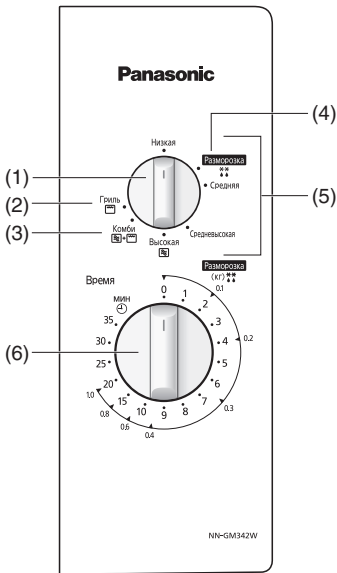 Panasonic
(4)
Низкая
Разморозка
(1)
Средняя
(5)
(2)
Гриль
Средневысокая
(3)
Комби
Высокая
Разморозка
(кг)
Время
мин
0
0.1
1
2
35
3
0.2
30
4
(6)
25
5
20
6
1.0
15
7
0.3
0.8
10
9
8
0.6
0.4
NN-GM342W